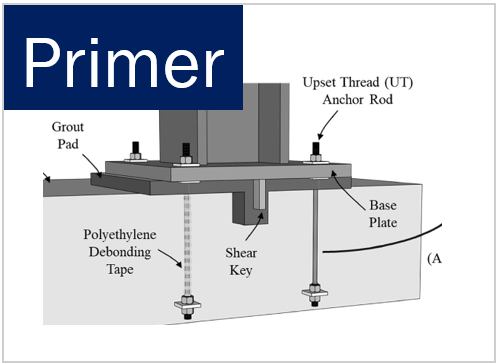 Primer
Upset Thread (UT)
Anchor Rod
Grout
Pad
Base
Plate
Polyethylene
Debonding
Tape
Shear
Key
(A